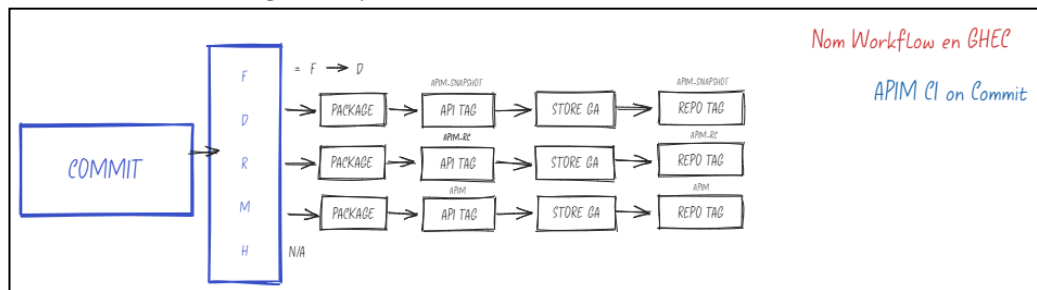 Nom Workflow en GHEC
APIM CI on Commit
COMMIT
F = F → D
APIM-SNAPSHOT APIM-SNAPSHOT
D PACKAGE API TAG STORE GA REPO TAG
APIM-RC APIM-RC
R PACKAGE API TAG STORE GA REPO TAG
APIM APIM
M PACKAGE API TAG STORE GA REPO TAG
H N/A